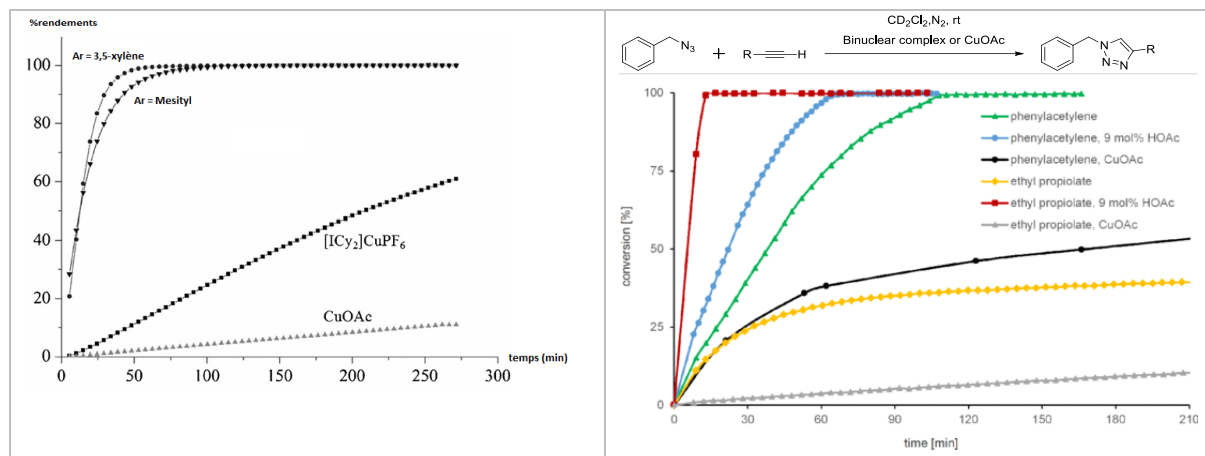 %rendements
Ar = 3,5-xylène
Ar = Mesityl
[ICy2]CuPF6
CuOAc
temps (min)
100
80
60
40
20
0
0
50
100
150
200
250
300
CD2Cl2,N2, rt
Binuclear complex or CuOAc
N3
+
R
H
N
N
N
R
100
75
50
25
0
conversion [%]
phenylacetylene
phenylacetylene, 9 mol% HOAc
phenylacetylene, CuOAc
ethyl propiolate
ethyl propiolate, 9 mol% HOAc
ethyl propiolate, CuOAc
0
30
60
90
120
150
180
210
time [min]